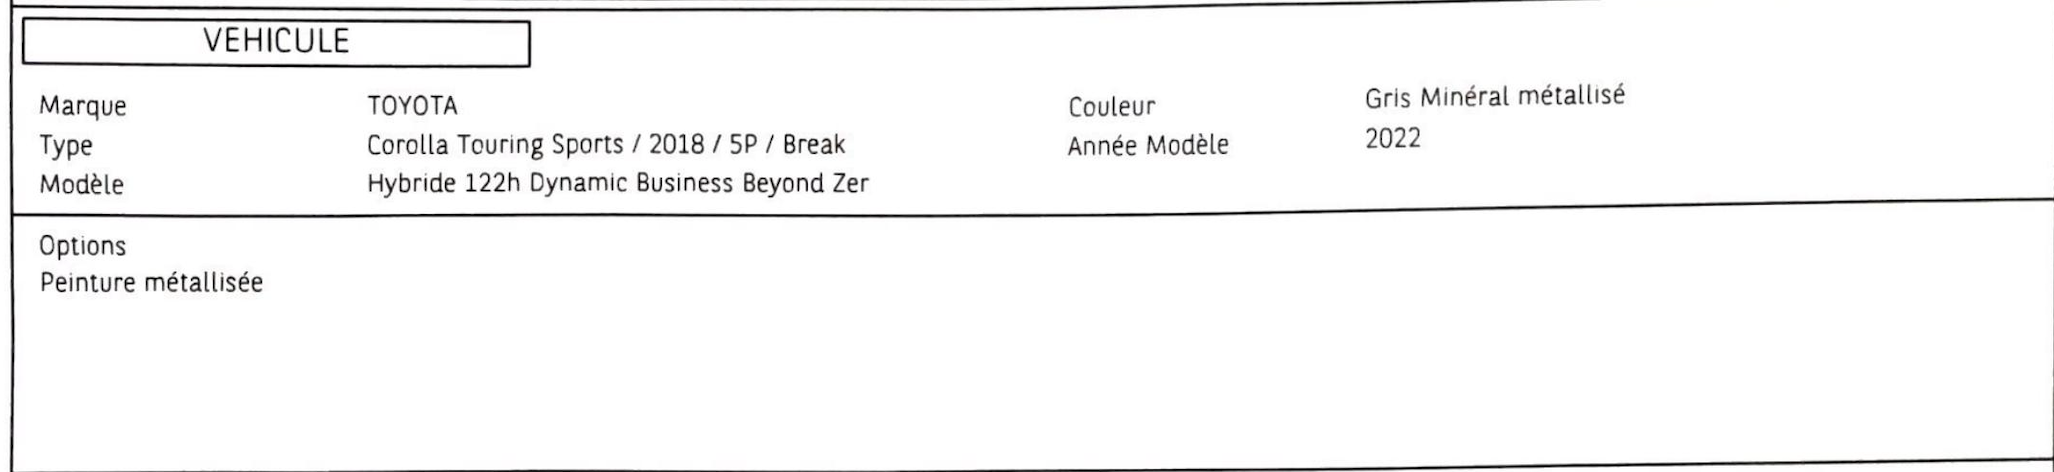 VEHICULE
Marque TOYOTA Couleur Gris Minéral métallisé
Type Corolla Touring Sports / 2018 / 5P / Break Année Modèle 2022
Modèle Hybride 122h Dynamic Business Beyond Zer
Options
Peinture métallisée